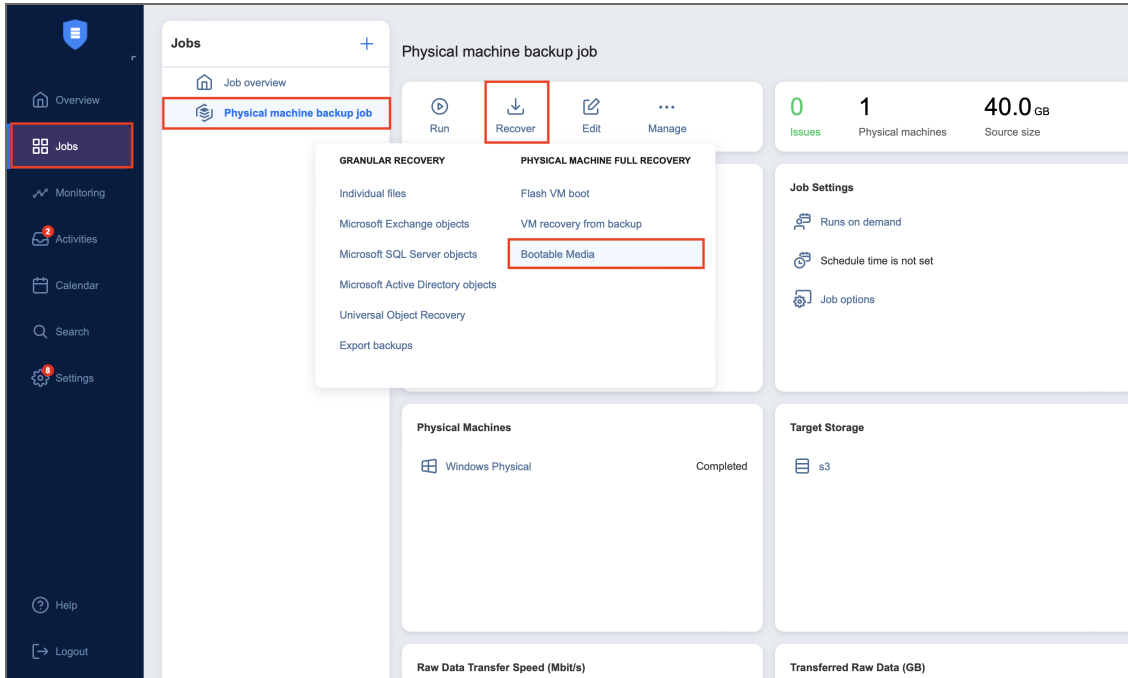 Overview
Jobs
Monitoring
2
Activities
Calendar
Search
8
Settings
Help
Logout
Jobs +
Job overview
Physical machine backup job
Physical machine backup job
Run
Recover
Edit
Manage
GRANULAR RECOVERY
Individual files
Microsoft Exchange objects
Microsoft SQL Server objects
Microsoft Active Directory objects
Universal Object Recovery
Export backups
PHYSICAL MACHINE FULL RECOVERY
Flash VM boot
VM recovery from backup
Bootable Media
0
Issues
1
Physical machines
40.0 GB
Source size
Job Settings
Runs on demand
Schedule time is not set
Job options
Physical Machines
Windows Physical Completed
Target Storage
s3
Raw Data Transfer Speed (Mbit/s)
Transferred Raw Data (GB)